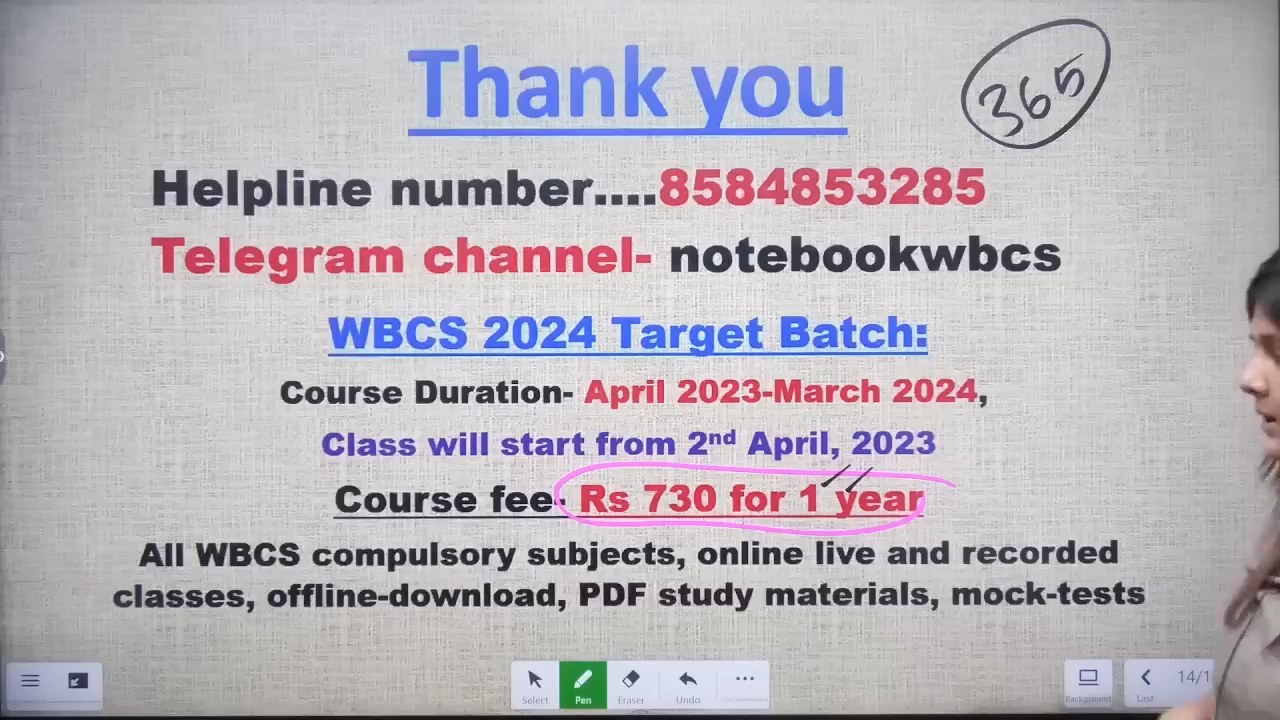 Thank you
365
Helpline number....8584853285
Telegram channel- notebookwbcs
WBCS 2024 Target Batch:
Course Duration- April 2023-March 2024,
Class will start from 2nd April, 2023
Course fee- Rs 730 for 1 year
All WBCS compulsory subjects, online live and recorded
classes, offline-download, PDF study materials, mock-tests
Select Pen Eraser Undo
Background Last 14/1